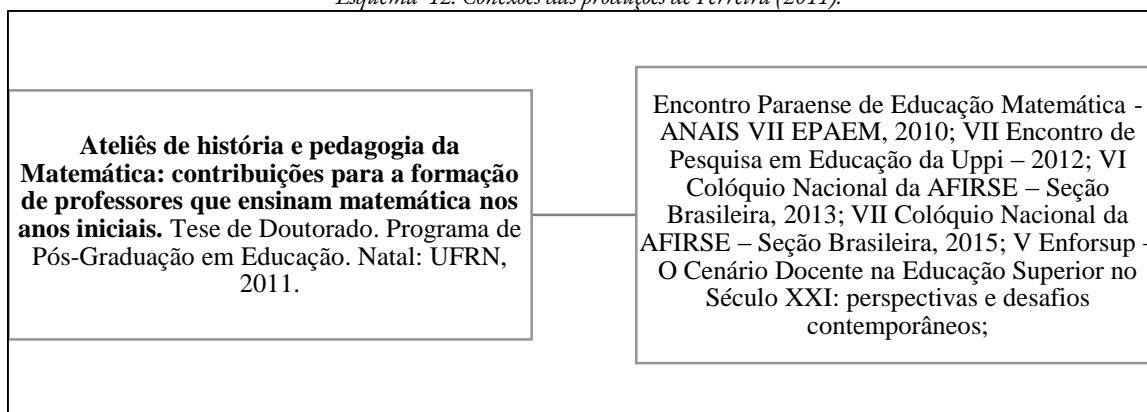 Esquema 12: Conexões das produções de Ferreira (2011).
Ateliês de história e pedagogia da
Matemática: contribuições para a formação
de professores que ensinam matemática nos
anos iniciais. Tese de Doutorado. Programa de
Pós-Graduação em Educação. Natal: UFRN,
2011.
Encontro Paraense de Educação Matemática -
ANAIS VII EPAEM, 2010; VII Encontro de
Pesquisa em Educação da Uppi – 2012; VI
Colóquio Nacional da AFIRSE – Seção
Brasileira, 2013; VII Colóquio Nacional da
AFIRSE – Seção Brasileira, 2015; V Enforsup –
O Cenário Docente na Educação Superior no
Século XXI: perspectivas e desafios
contemporâneos;